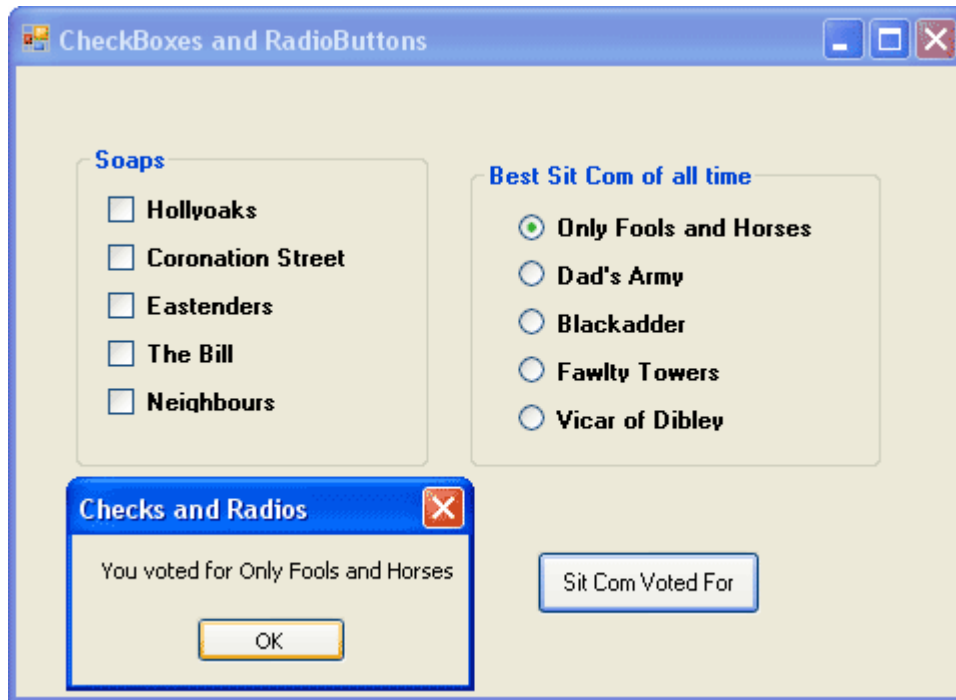 CheckBoxes and RadioButtons
Soaps
Hollyoaks
Coronation Street
Eastenders
The Bill
Neighbours
Best Sit Com of all time
Only Fools and Horses
Dad's Army
Blackadder
Fawlty Towers
Vicar of Dibley
Checks and Radios
You voted for Only Fools and Horses
OK
Sit Com Voted For